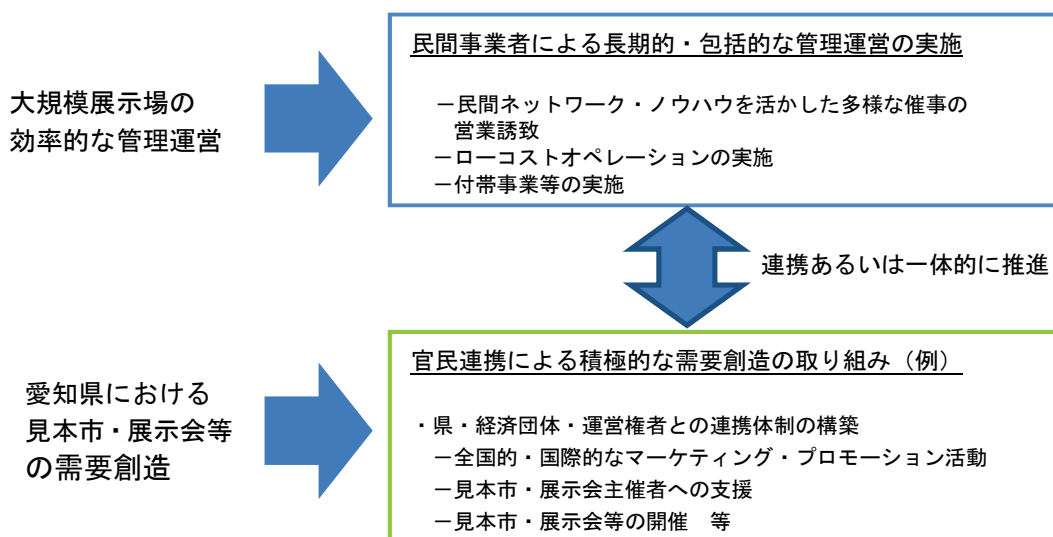 大規模展示場の
効率的な管理運営
民間事業者による長期的・包括的な管理運営の実施
－民間ネットワーク・ノウハウを活かした多様な催事の
営業誘致
－ローコストオペレーションの実施
－付帯事業等の実施
連携あるいは一体的に推進
愛知県における
見本市・展示会等
の需要創造
官民連携による積極的な需要創造の取り組み（例）
・県・経済団体・運営権者との連携体制の構築
－全国的・国際的なマーケティング・プロモーション活動
－見本市・展示会主催者への支援
－見本市・展示会等の開催　等